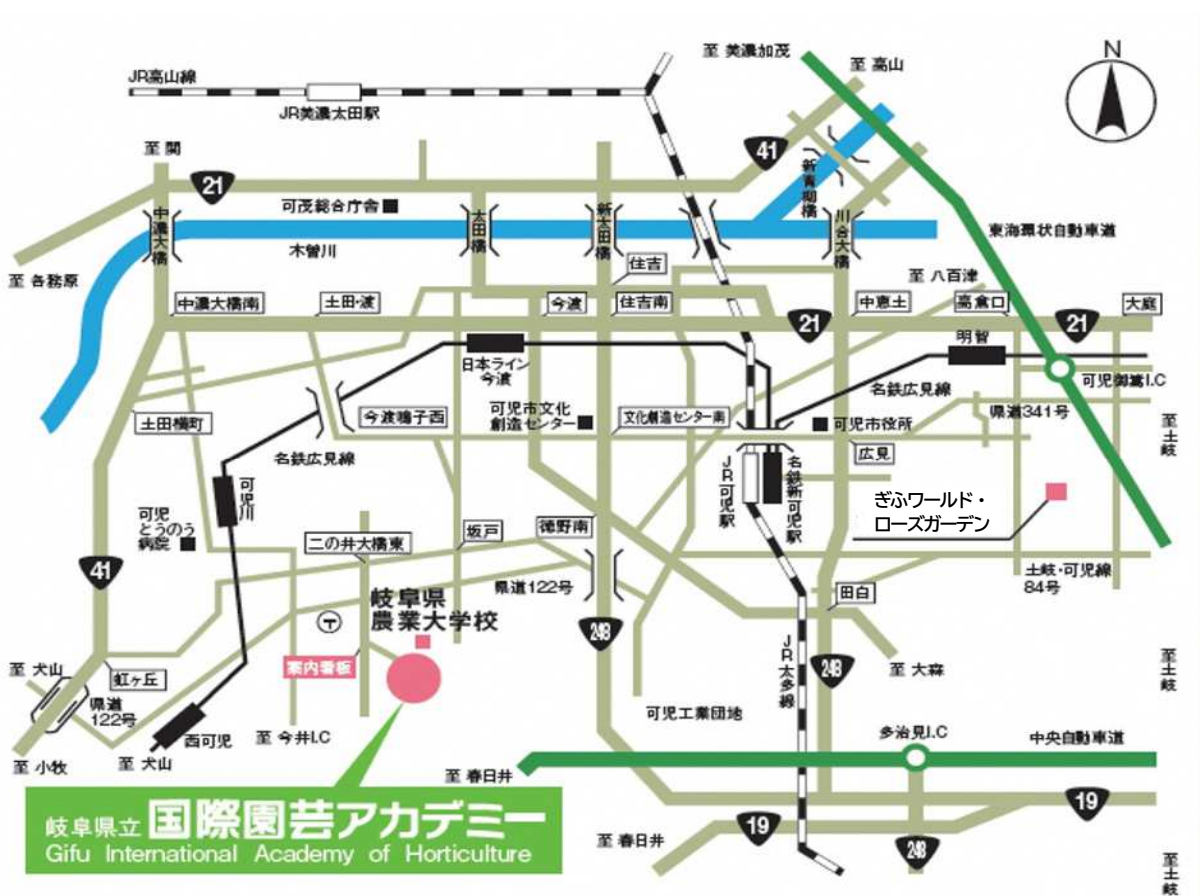 至 美濃加茂
N
JR高山線
至 高山
JR美濃太田駅
至 関
41
21
新青柳橋
可茂総合庁舎
中濃大橋
太田橋
新太田橋
川合大橋
木曽川
東海環状自動車道
至 各務原
住吉
至 八百津
中濃大橋南
土田・渡
今渡
住吉南
中恵土
高倉口
大庭
21
21
明智
日本ライン
今渡
可児御嵩I.C
名鉄広見線
県道341号
土田横町
今渡鳴子西
可児市文化
創造センター
文化創造センター南
可児市役所
至 土岐
広見
名鉄広見線
可児川
JR可児駅
名鉄新可児駅
ぎふワールド・
ローズガーデン
可児
とうのう
病院
二の井大橋東
坂戸
徳野南
41
県道122号
土岐・可児線
84号
田白
岐阜県
農業大学校
248
案内看板
至 犬山
虹ヶ丘
県道
122号
JR太多線
248
至 大森
至 土岐
可児工業団地
西可児
至 今井I.C
多治見I.C
中央自動車道
至 小牧
至 犬山
至 春日井
岐阜県立 国際園芸アカデミー
Gifu International Academy of Horticulture
19
19
至 春日井
248
至 土岐